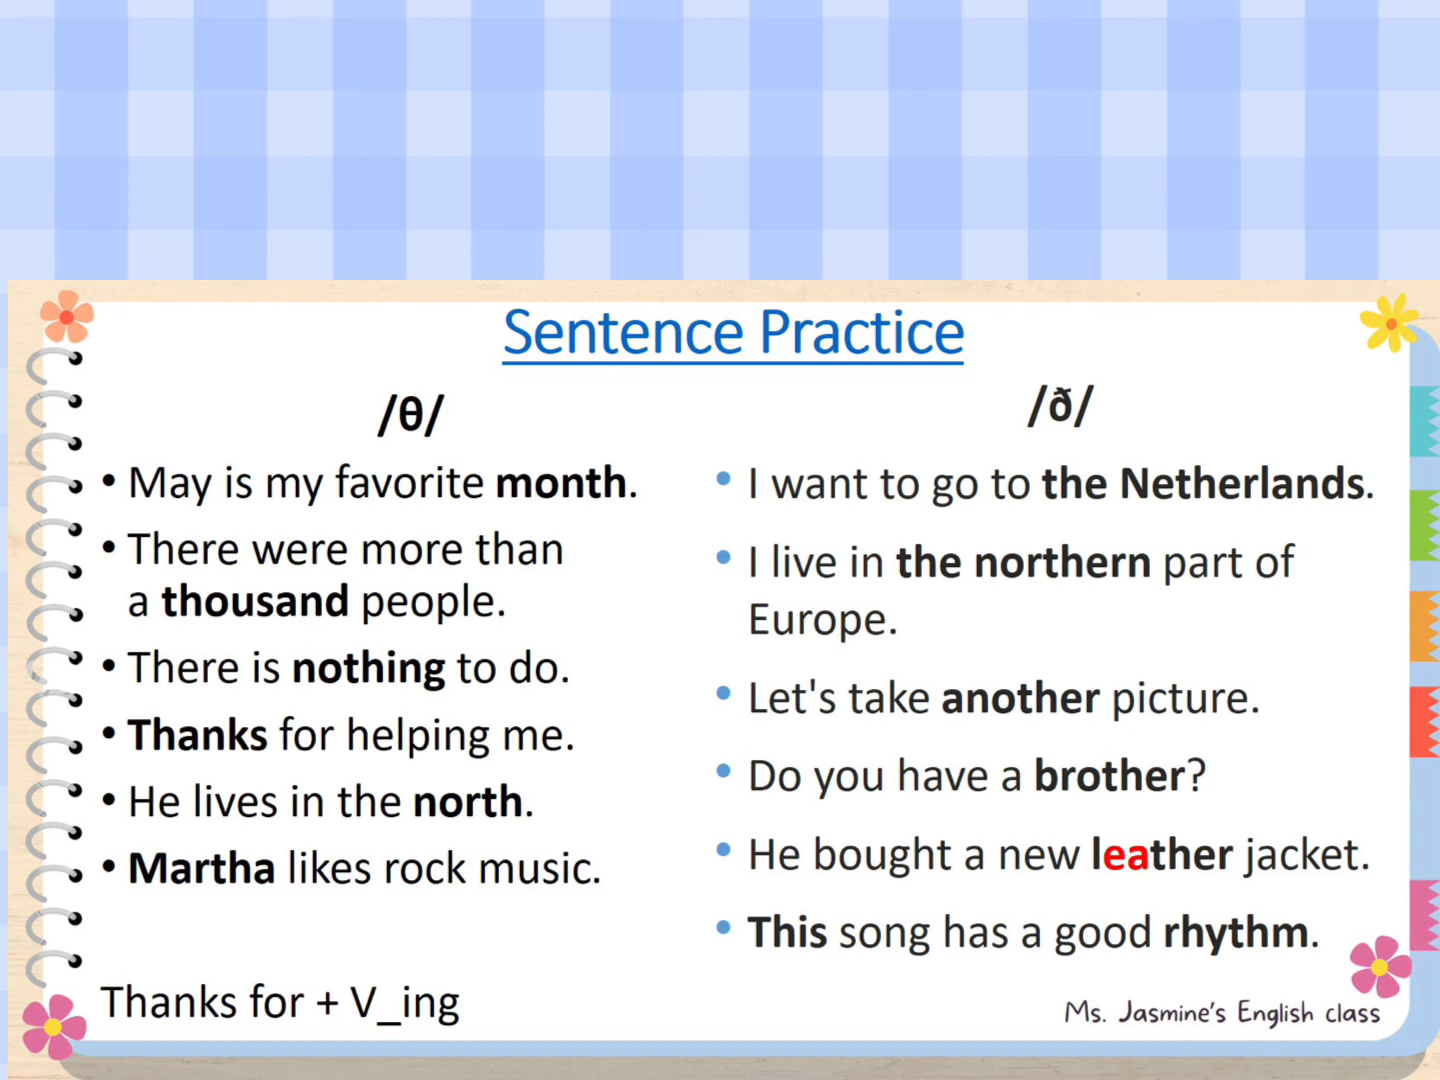 Sentence Practice
/θ/
• May is my favorite month.
• There were more than
a thousand people.
• There is nothing to do.
• Thanks for helping me.
• He lives in the north.
• Martha likes rock music.
Thanks for + V_ing
/ð/
• I want to go to the Netherlands.
• I live in the northern part of
Europe.
• Let's take another picture.
• Do you have a brother?
• He bought a new leather jacket.
• This song has a good rhythm.
Ms. Jasmine's English class